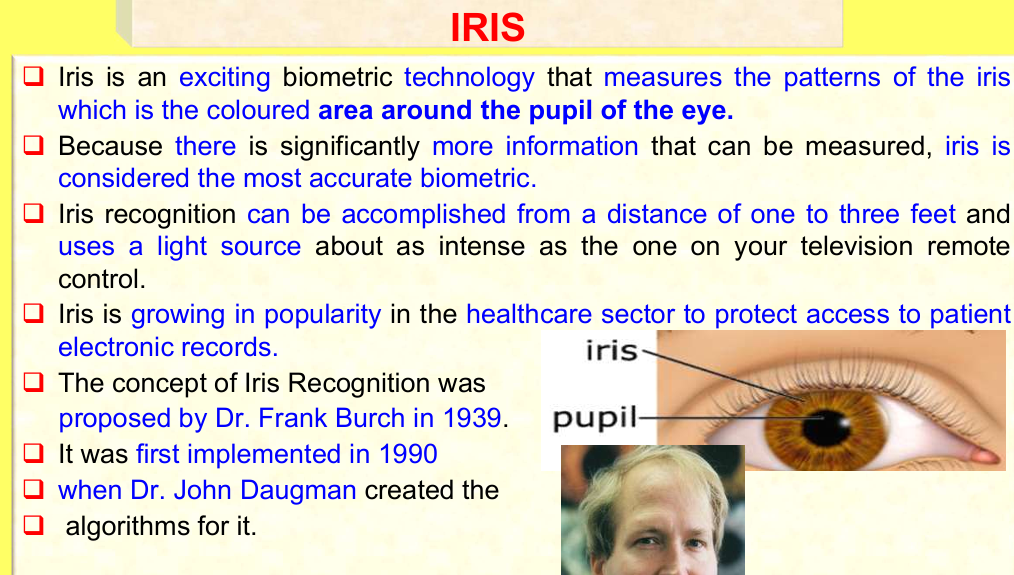 IRIS
❑ Iris is an exciting biometric technology that measures the patterns of the iris
which is the coloured area around the pupil of the eye.
❑ Because there is significantly more information that can be measured, iris is
considered the most accurate biometric.
❑ Iris recognition can be accomplished from a distance of one to three feet and
uses a light source about as intense as the one on your television remote
control.
❑ Iris is growing in popularity in the healthcare sector to protect access to patient
electronic records.
❑ The concept of Iris Recognition was
proposed by Dr. Frank Burch in 1939.
❑ It was first implemented in 1990
❑ when Dr. John Daugman created the
❑ algorithms for it.
iris
pupil